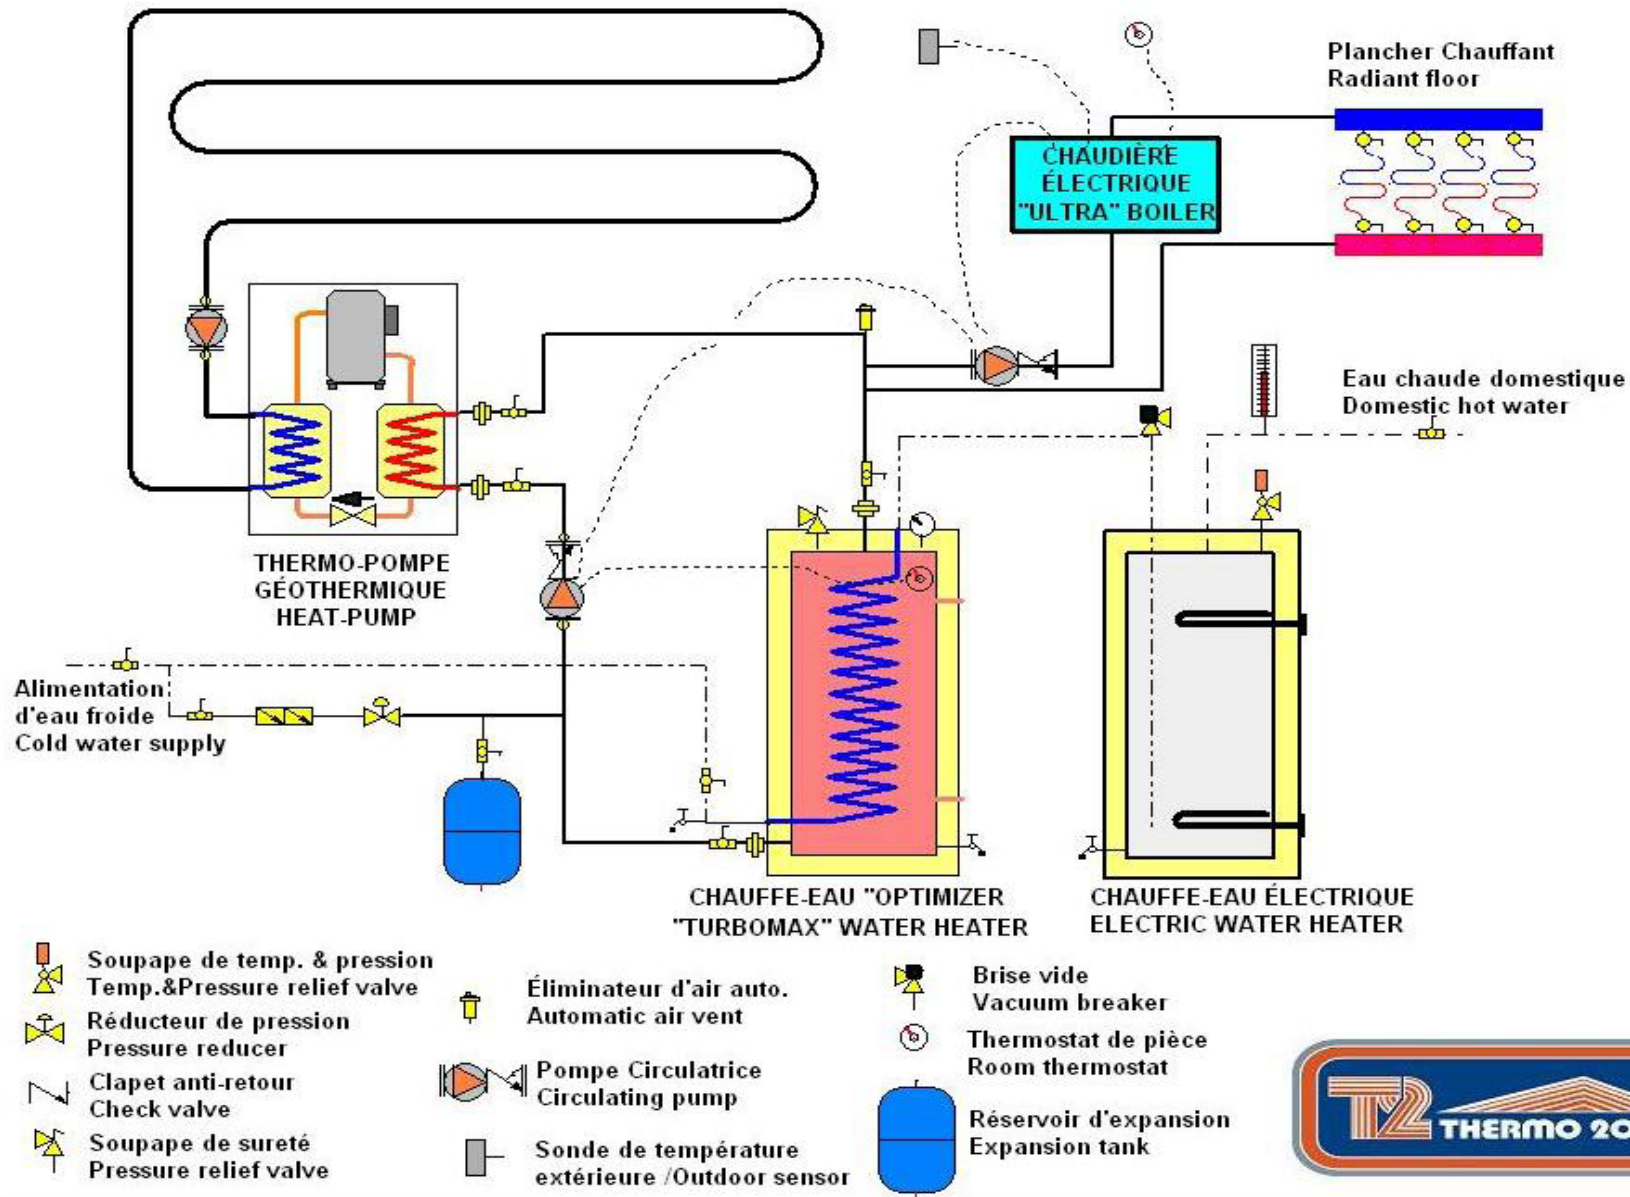 Plancher Chauffant
Radiant floor
CHAUDIÈRE
ÉLECTRIQUE
"ULTRA" BOILER
Eau chaude domestique
Domestic hot water
THERMO-POMPE
GÉOTHERMIQUE
HEAT-PUMP
Alimentation
d'eau froide
Cold water supply
CHAUFFE-EAU "OPTIMIZER
"TURBOMAX" WATER HEATER
CHAUFFE-EAU ÉLECTRIQUE
ELECTRIC WATER HEATER
Soupape de temp. & pression
Temp.&Pressure relief valve
Réducteur de pression
Pressure reducer
Clapet anti-retour
Check valve
Soupape de sureté
Pressure relief valve
Éliminateur d'air auto.
Automatic air vent
Pompe Circulatrice
Circulating pump
Sonde de température
extérieure /Outdoor sensor
Brise vide
Vacuum breaker
Thermostat de pièce
Room thermostat
Réservoir d'expansion
Expansion tank
T2
THERMO 20